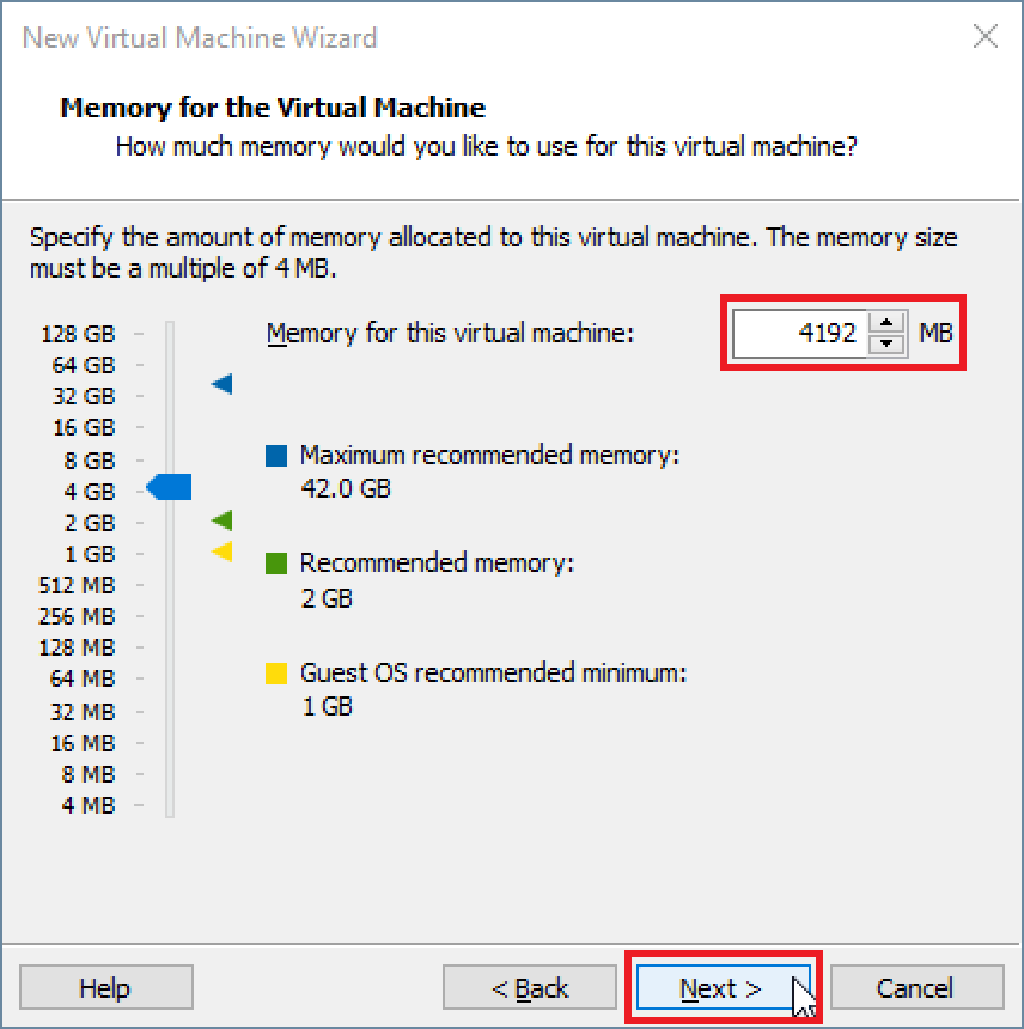 New Virtual Machine Wizard
Memory for the Virtual Machine
How much memory would you like to use for this virtual machine?
Specify the amount of memory allocated to this virtual machine. The memory size
must be a multiple of 4 MB.
Memory for this virtual machine: 4192 MB
128 GB
64 GB
32 GB
16 GB
8 GB
4 GB
2 GB
1 GB
512 MB
256 MB
128 MB
64 MB
32 MB
16 MB
8 MB
4 MB
Maximum recommended memory:
42.0 GB
Recommended memory:
2 GB
Guest OS recommended minimum:
1 GB
Help
< Back
Next >
Cancel